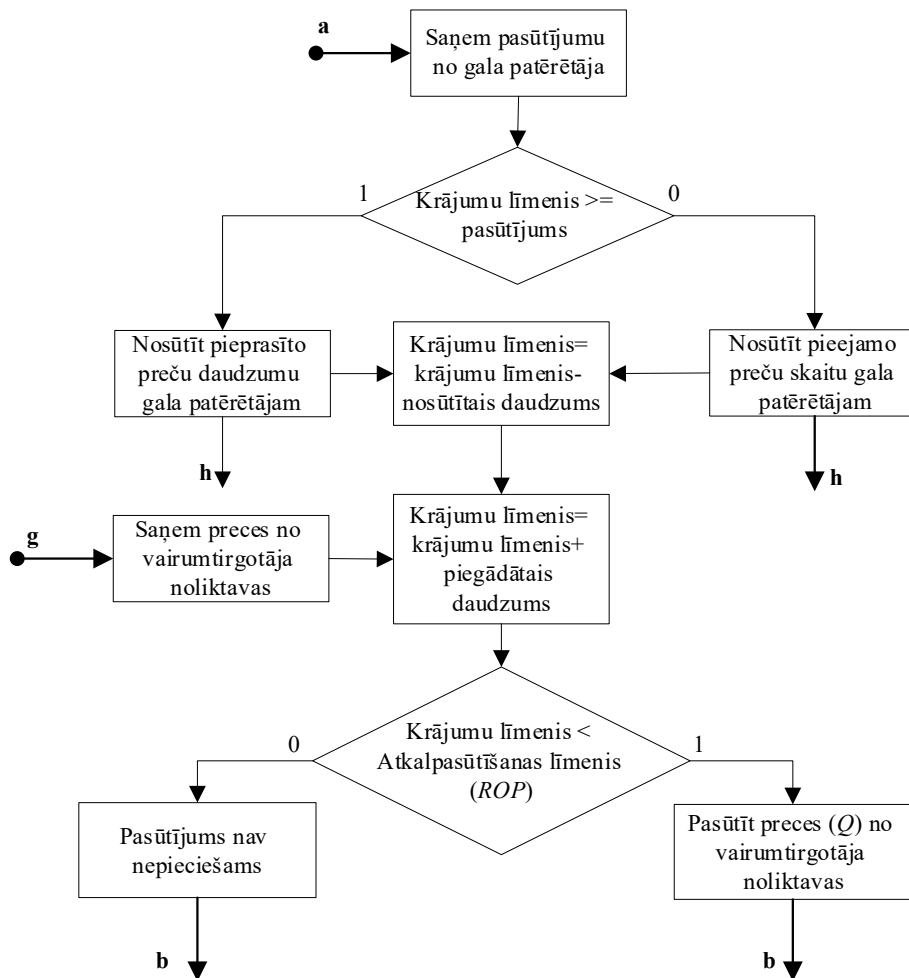 a
Saņem pasūtījumu
no gala patērētāja
1
0
Krājumu līmenis >=
pasūtījums
Nosūtīt pieprasīto
preču daudzumu
gala patērētājam
Krājumu līmenis=
krājumu līmenis-
nosūtītais daudzums
Nosūtīt pieejamo
preču skaitu gala
patērētājam
h
h
g
Saņem preces no
vairumtirgotāja
noliktavas
Krājumu līmenis=
krājumu līmenis+
piegādātais
daudzums
0
1
Krājumu līmenis <
Atkalpasūtīšanas līmenis
(ROP)
Pasūtījums nav
nepieciešams
Pasūtīt preces (Q) no
vairumtirgotāja
noliktavas
b
b